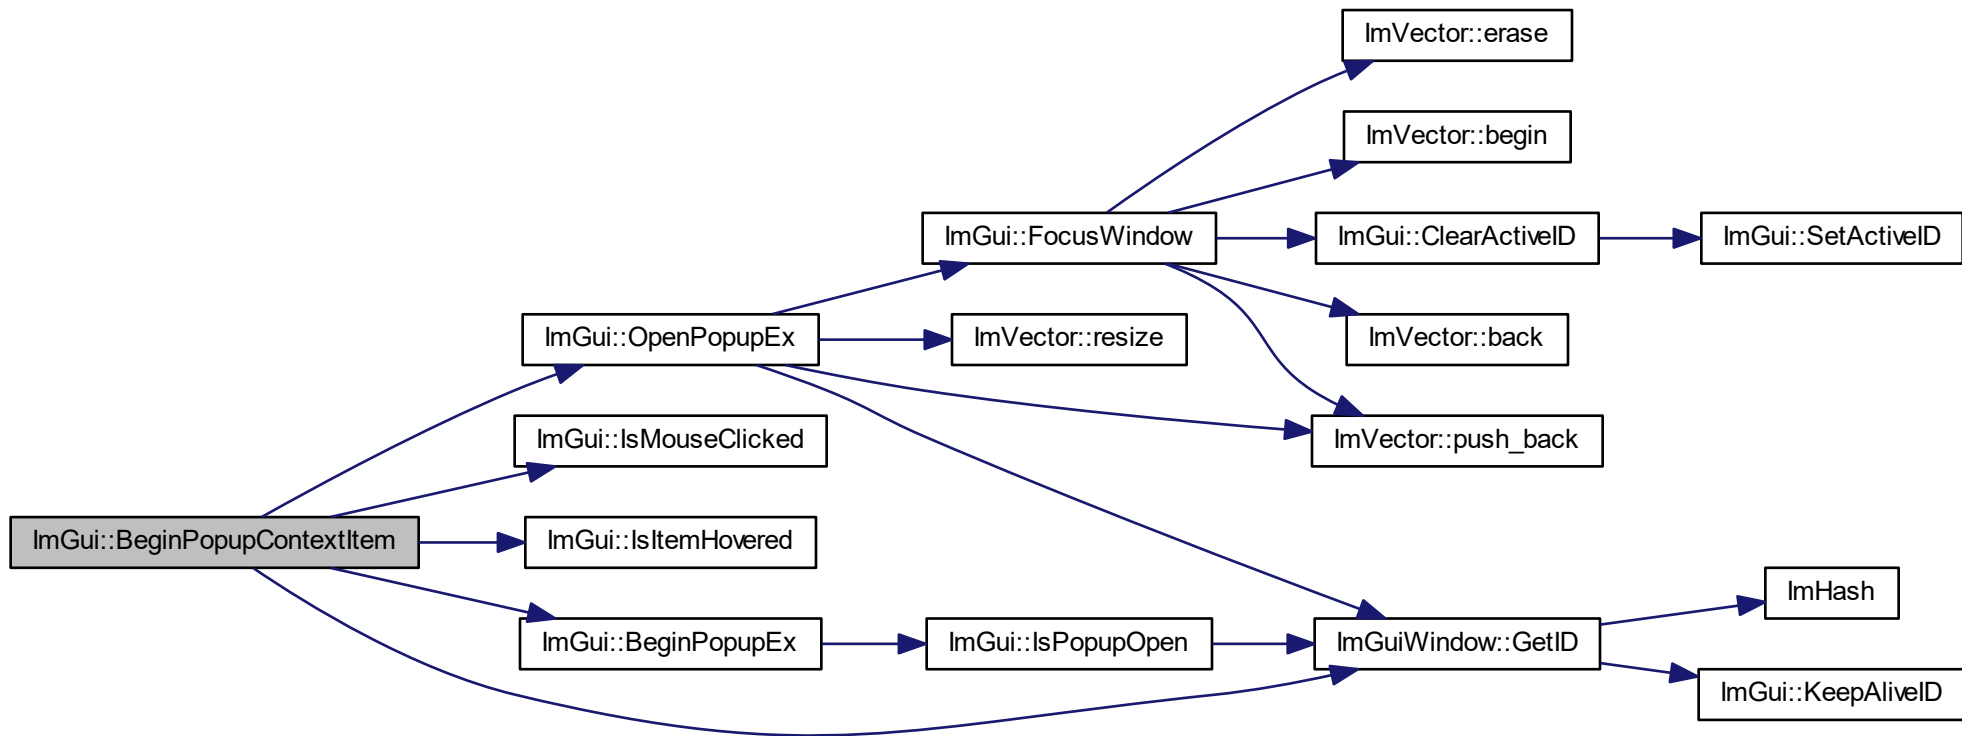 ImVector::erase
ImVector::begin
ImGui::FocusWindow
ImGui::ClearActiveID
ImGui::SetActiveID
ImGui::OpenPopupEx
ImVector::resize
ImVector::back
ImGui::IsMouseClicked
ImVector::push_back
ImGui::BeginPopupContextItem
ImGui::IsItemHovered
ImHash
ImGui::BeginPopupEx
ImGui::IsPopupOpen
ImGuiWindow::GetID
ImGui::KeepAliveID